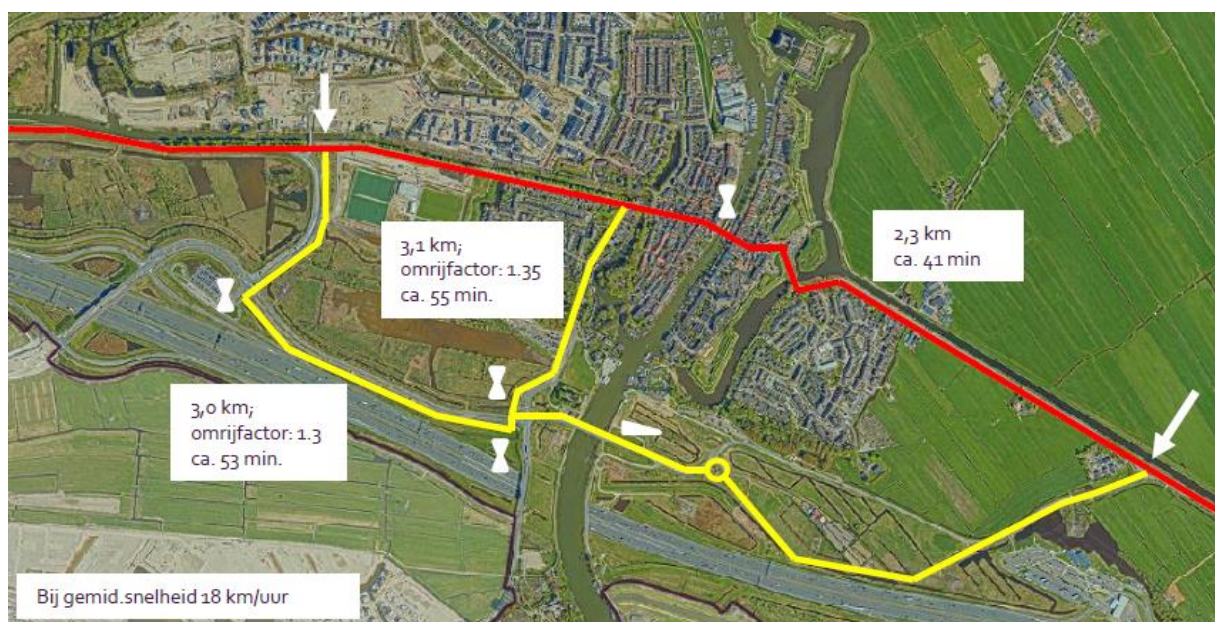 3,1 km;
omrijfactor: 1.35
ca. 55 min.
2,3 km
ca. 41 min
3,0 km;
omrijfactor: 1.3
ca. 53 min.
Bij gemid.snelheid 18 km/uur